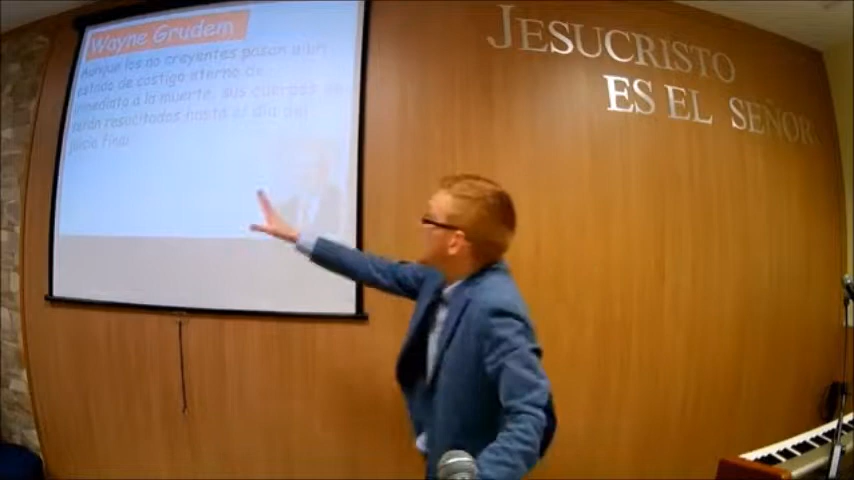 Wayne Grudem
Aunque los no creyentes pasan a un
estado de castigo eterno de
inmediato a la muerte, sus cuerpos no
serán resucitados hasta el día del
juicio final.
JESUCRISTO
ES EL SEÑOR